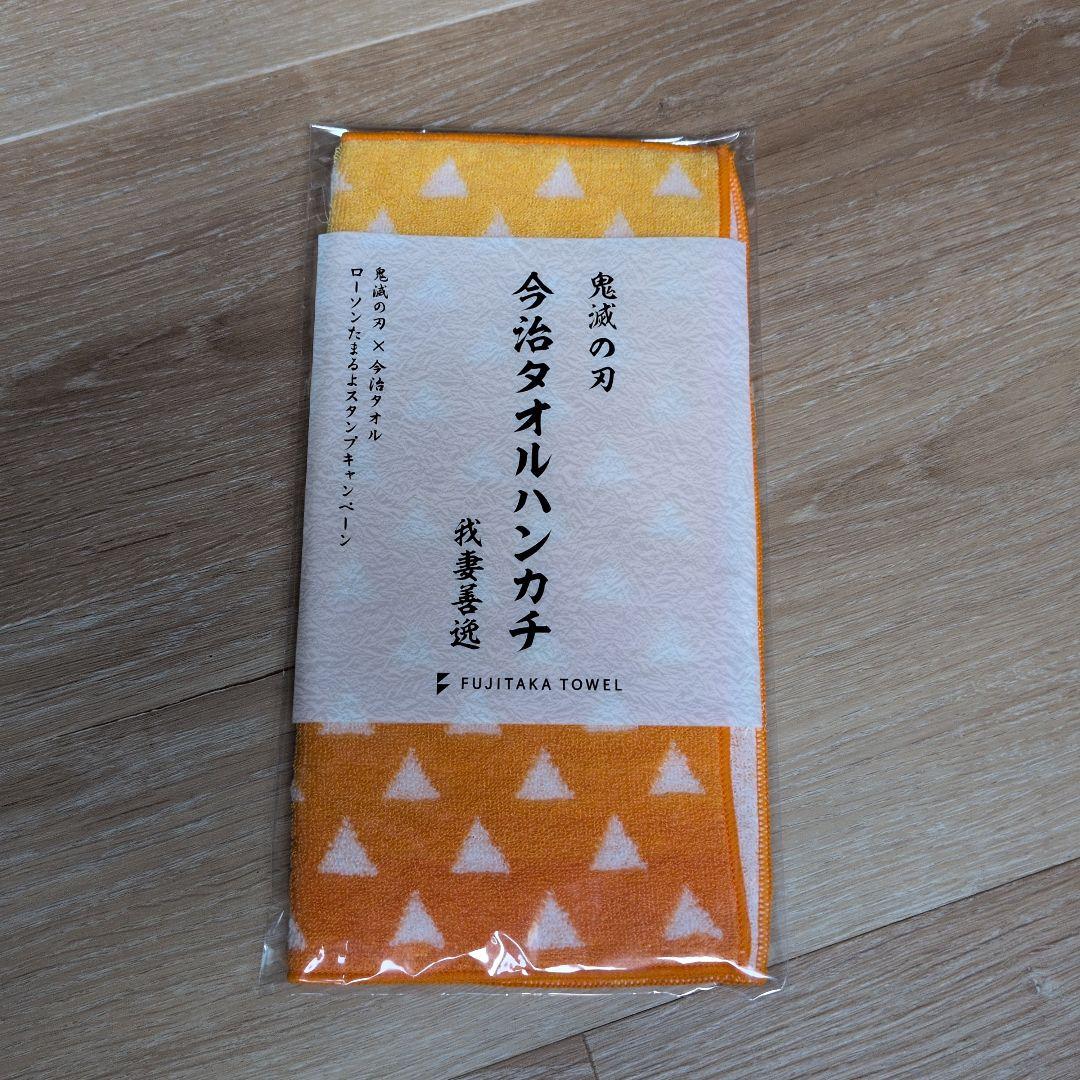 鬼滅の刃
今治タオルハンカチ
我妻善逸
鬼滅の刃×今治タオル
ローソンたまるよスタンプキャンペーン
FUJITAKA TOWEL